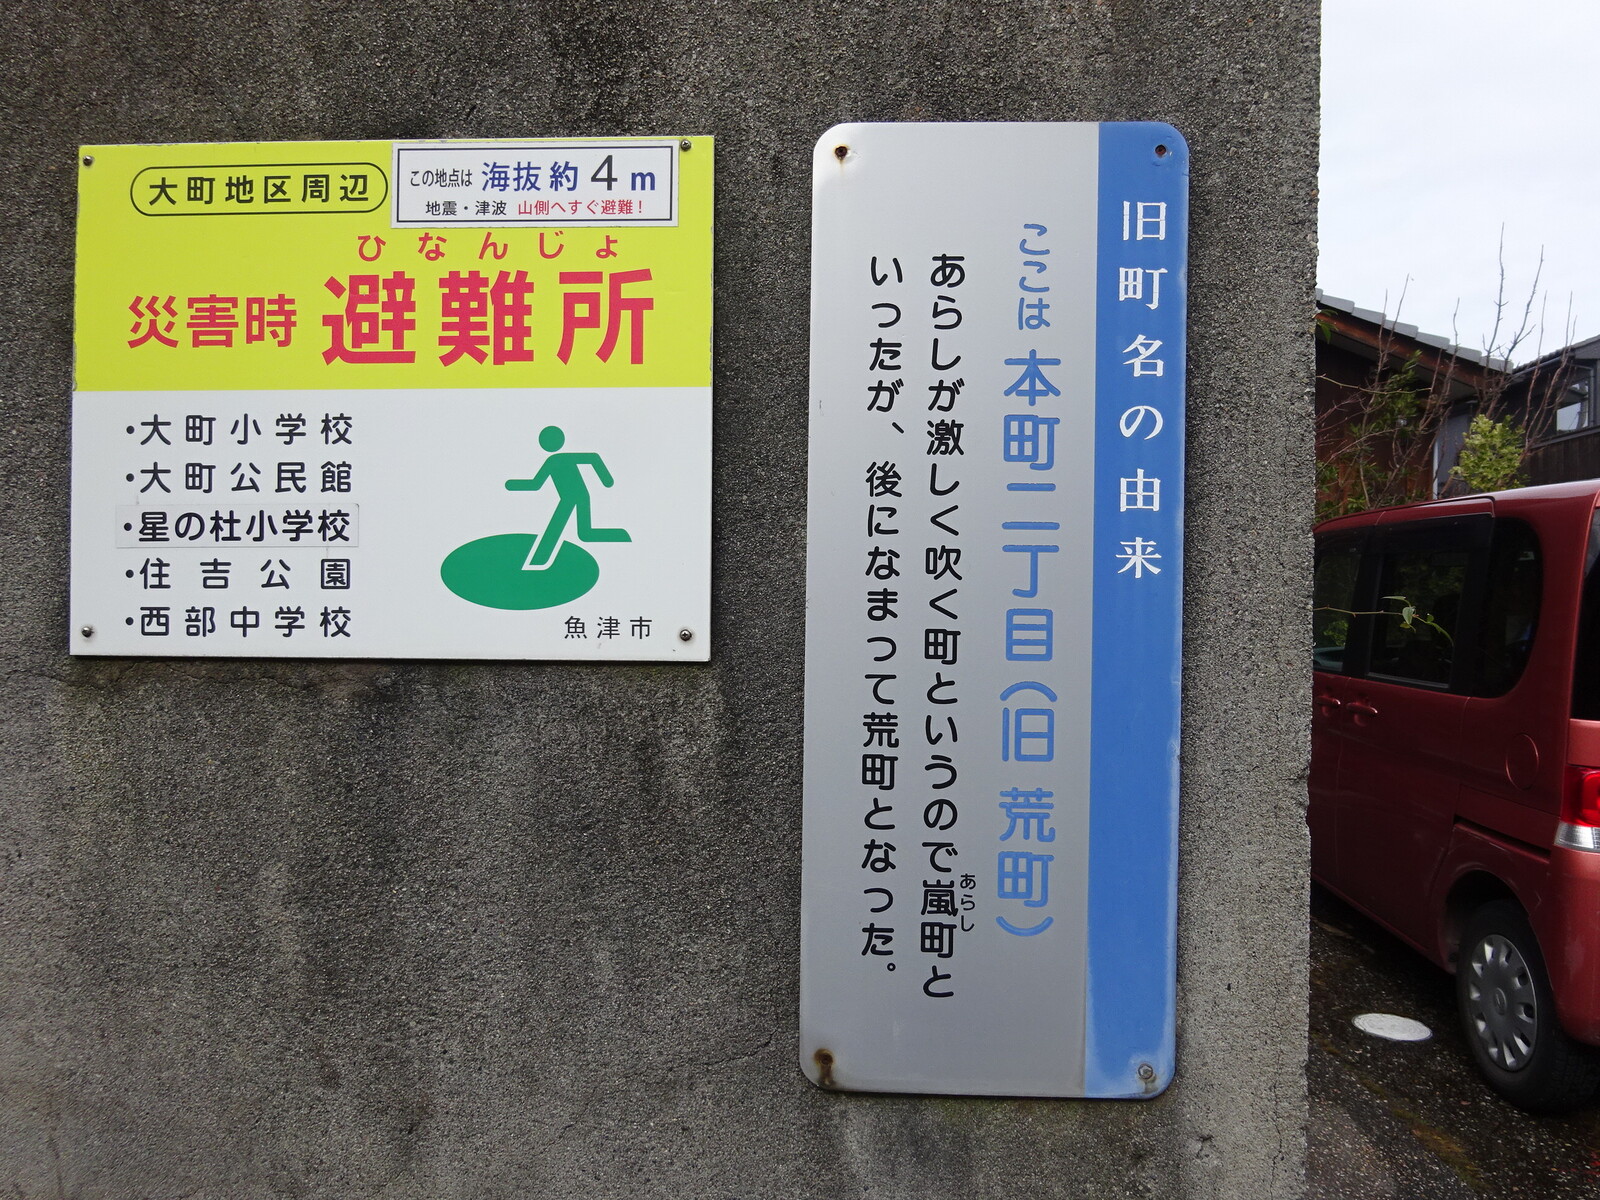 大町地区周辺
この地点は 海抜約4m
地震・津波 山側へすぐ避難！
ひなんじょ
災害時 避難所
・大町小学校
・大町公民館
・星の杜小学校
・住吉公園
・西部中学校
魚津市
旧町名の由来
ここは 本町二丁目（旧 荒町）
あらしが激しく吹く町というので嵐町と
あらし
いったが、後になまって荒町となった。